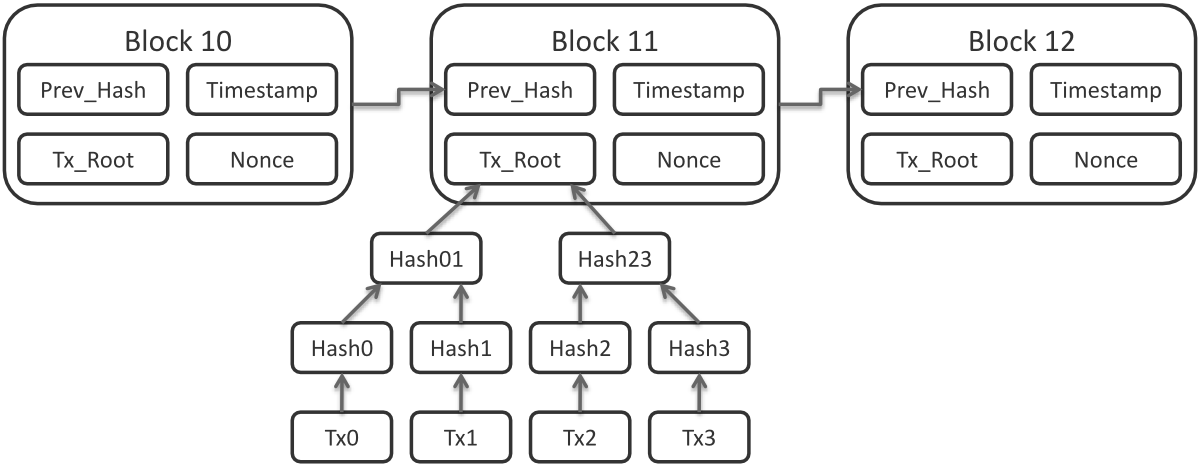 Block 10
Prev_Hash
Timestamp
Tx_Root
Nonce
Block 11
Prev_Hash
Timestamp
Tx_Root
Nonce
Block 12
Prev_Hash
Timestamp
Tx_Root
Nonce
Hash01
Hash23
Hash0
Hash1
Hash2
Hash3
Tx0
Tx1
Tx2
Tx3